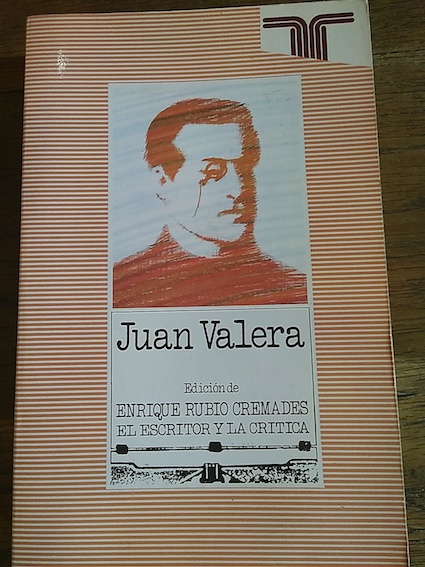 Juan Valera
Edición de
ENRIQUE RUBIO CREMADES
EL ESCRITOR Y LA CRITICA